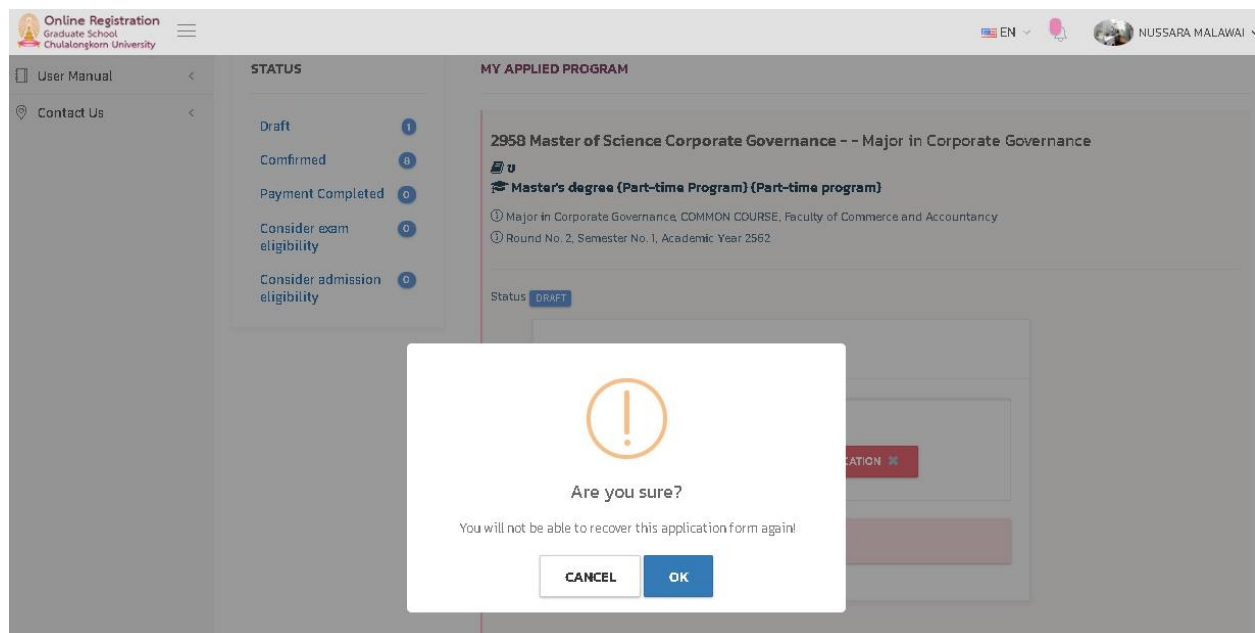 Online Registration
Graduate School
Chulalongkorn University
EN
NUSSARA MALAWAI
User Manual
Contact Us
STATUS
Draft 1
Comfirmed 8
Payment Completed 0
Consider exam 0
eligibility
Consider admission 0
eligibility
MY APPLIED PROGRAM
2958 Master of Science Corporate Governance - - Major in Corporate Governance
ข
Master's degree (Part-time Program) (Part-time program)
Major in Corporate Governance, COMMON COURSE, Faculty of Commerce and Accountancy
Round No. 2, Semester No. 1, Academic Year 2562
Status DRAFT
CATION
Are you sure?
You will not be able to recover this application form again!
CANCEL OK